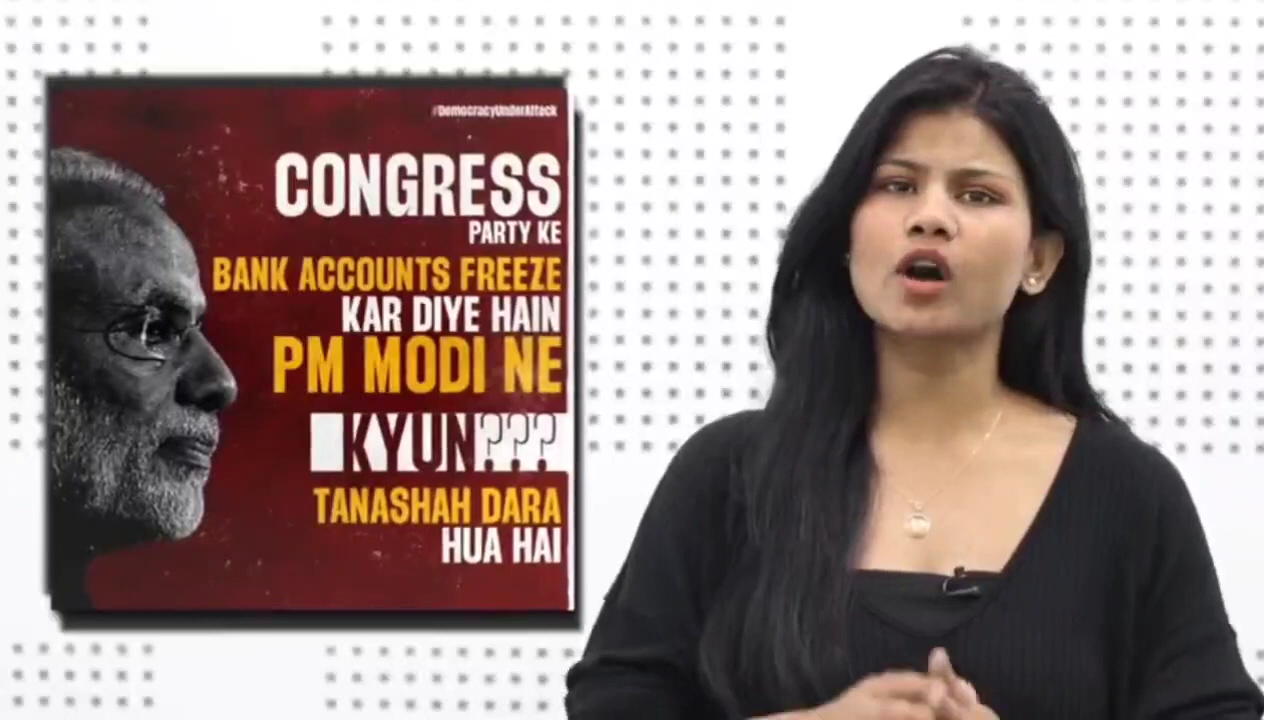 #DemocracyUnderAttack
CONGRESS
PARTY KE
BANK ACCOUNTS FREEZE
KAR DIYE HAIN
PM MODI NE
KYUN???
TANASHAH DARA
HUA HAI